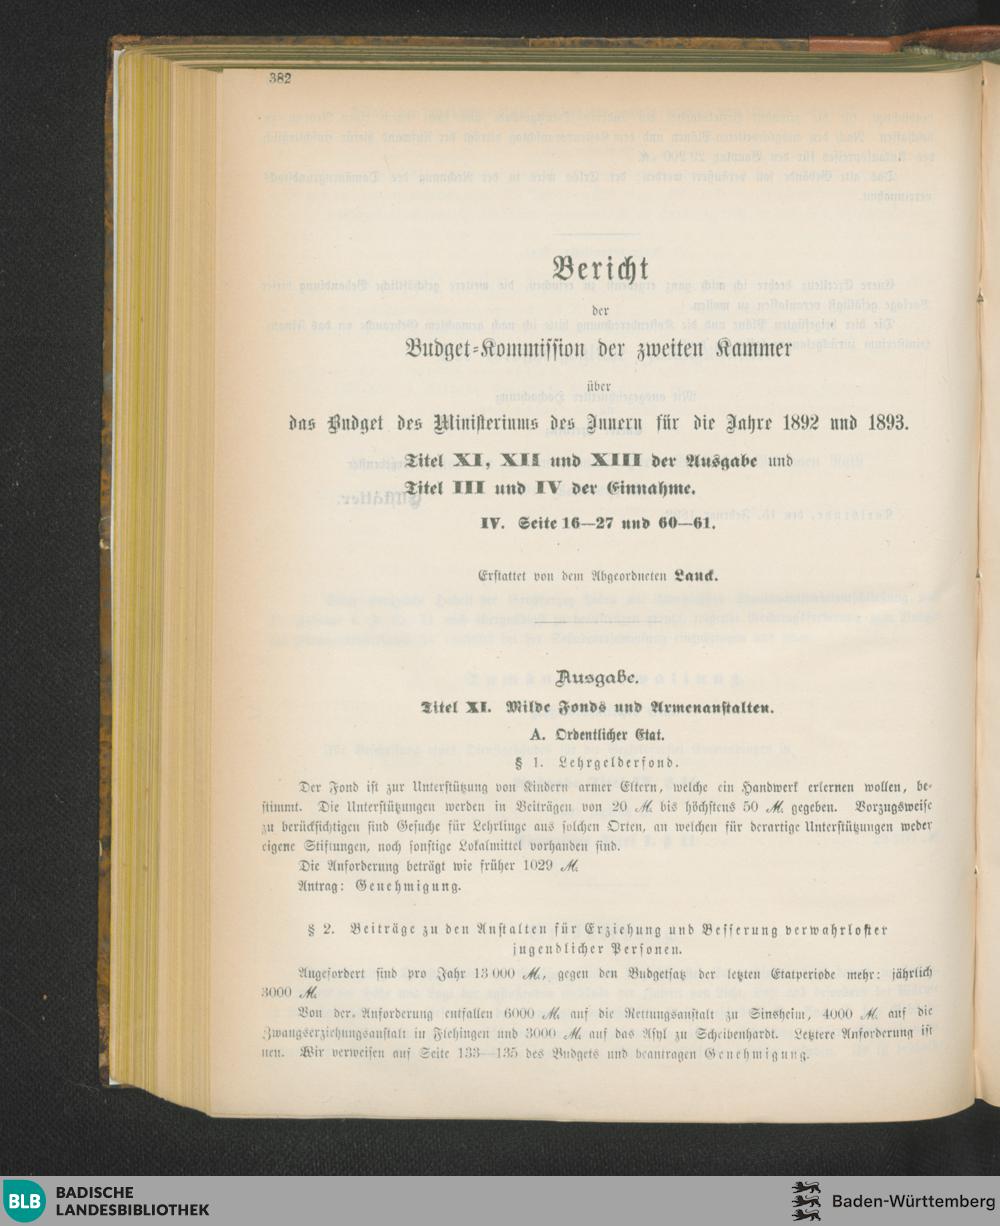 382
Bericht
der
Budget-Kommission der zweiten Kammer
über
das Budget des Ministeriums des Innern für die Jahre 1892 und 1893.
Titel XI, XII und XIII der Ausgabe und
Titel III und IV der Einnahme.
IV. Seite 16—27 und 60—61.
Erstattet von dem Abgeordneten Lauck.
Ausgabe.
Titel XI. Milde Fonds und Armenanstalten.
A. Ordentlicher Etat.
§ 1. Lehrgelderfond.
Der Fond ist zur Unterstützung von Kindern armer Eltern, welche ein Handwerk erlernen wollen, be-
stimmt. Die Unterstützungen werden in Beiträgen von 20 M. bis höchstens 50 M. gegeben. Vorzugsweise
zu berücksichtigen sind Gesuche für Lehrlinge aus solchen Orten, an welchen für derartige Unterstützungen weder
eigene Stiftungen, noch sonstige Lokalmittel vorhanden sind.
Die Anforderung beträgt wie früher 1029 M.
Antrag: Genehmigung.
§ 2. Beiträge zu den Anstalten für Erziehung und Besserung verwahrloster
jugendlicher Personen.
Angefordert sind pro Jahr 13 000 M., gegen den Budgetsatz der letzten Etatperiode mehr: jährlich
3000 M.
Von der Anforderung entfallen 6000 M. auf die Rettungsanstalt zu Sinsheim, 4000 M. auf die
Zwangserziehungsanstalt in Flehingen und 3000 M. auf das Asyl zu Scheibenhardt. Letztere Anforderung ist
neu. Wir verweisen auf Seite 133—135 des Budgets und beantragen Genehmigung.
BLB
BADISCHE
LANDESBIBLIOTHEK
Baden-Württemberg